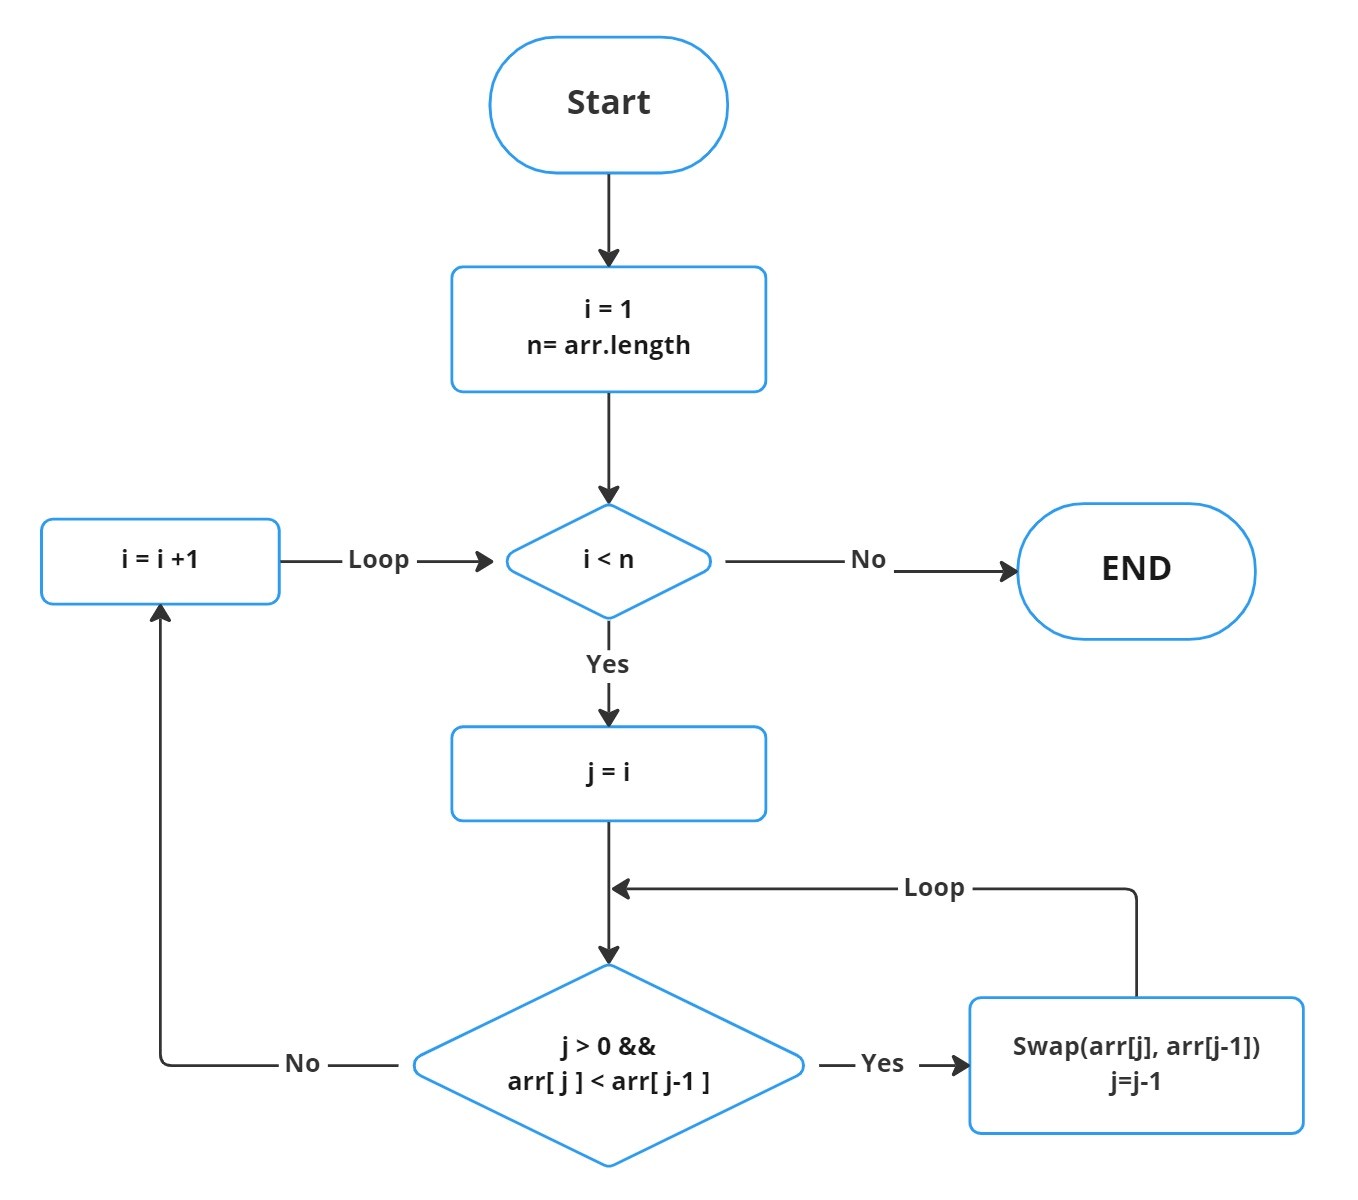 Start
i = 1
n= arr.length
i = i +1
Loop
i < n
No
END
Yes
j = i
Loop
j > 0 &&
arr[ j ] < arr[ j-1 ]
No
Yes
Swap(arr[j], arr[j-1])
j=j-1